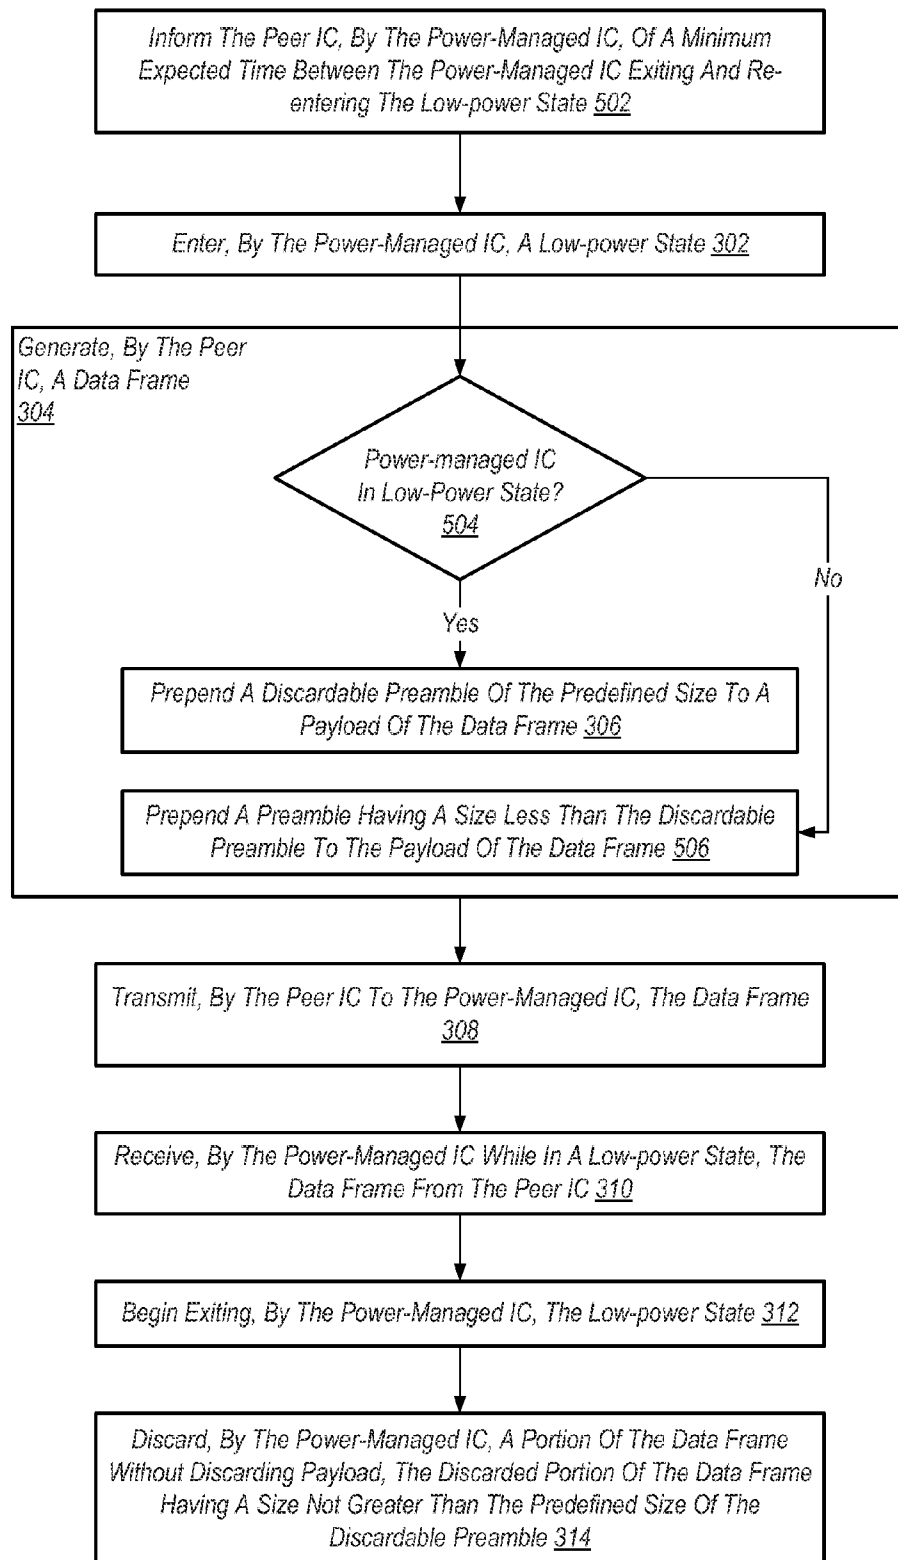 Inform The Peer IC, By The Power-Managed IC, Of A Minimum
Expected Time Between The Power-Managed IC Exiting And Re-
entering The Low-power State 502
Enter, By The Power-Managed IC, A Low-power State 302
Generate, By The Peer
IC, A Data Frame
304
Power-managed IC
In Low-Power State?
504
No
Yes
Prepend A Discardable Preamble Of The Predefined Size To A
Payload Of The Data Frame 306
Prepend A Preamble Having A Size Less Than The Discardable
Preamble To The Payload Of The Data Frame 506
Transmit, By The Peer IC To The Power-Managed IC, The Data Frame
308
Receive, By The Power-Managed IC While In A Low-power State, The
Data Frame From The Peer IC 310
Begin Exiting, By The Power-Managed IC, The Low-power State 312
Discard, By The Power-Managed IC, A Portion Of The Data Frame
Without Discarding Payload, The Discarded Portion Of The Data Frame
Having A Size Not Greater Than The Predefined Size Of The
Discardable Preamble 314